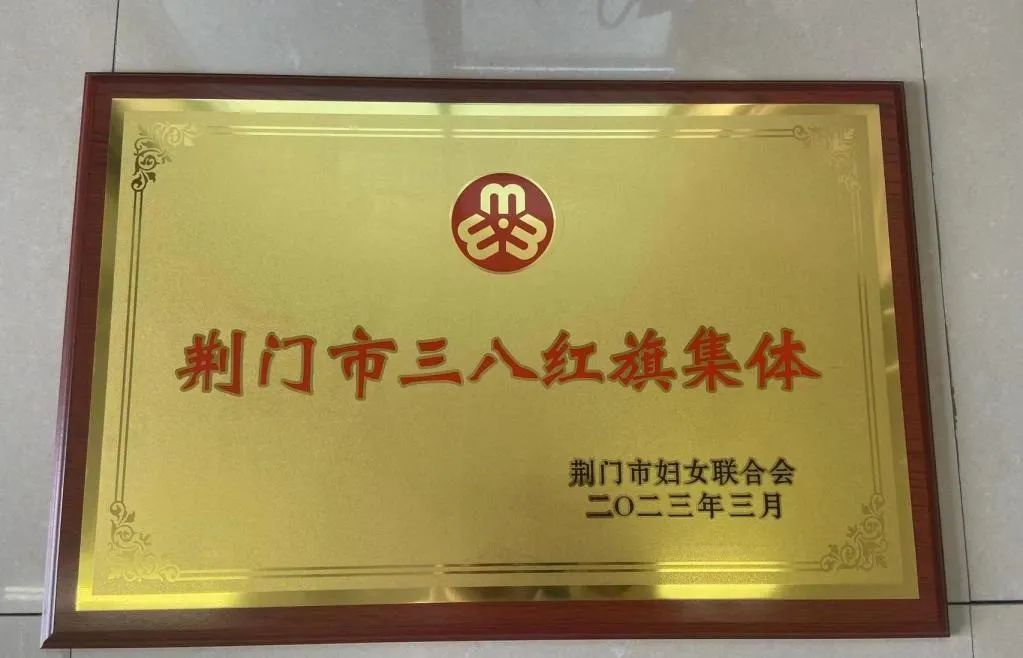 荆门市三八红旗集体
荆门市妇女联合会
二〇二三年三月